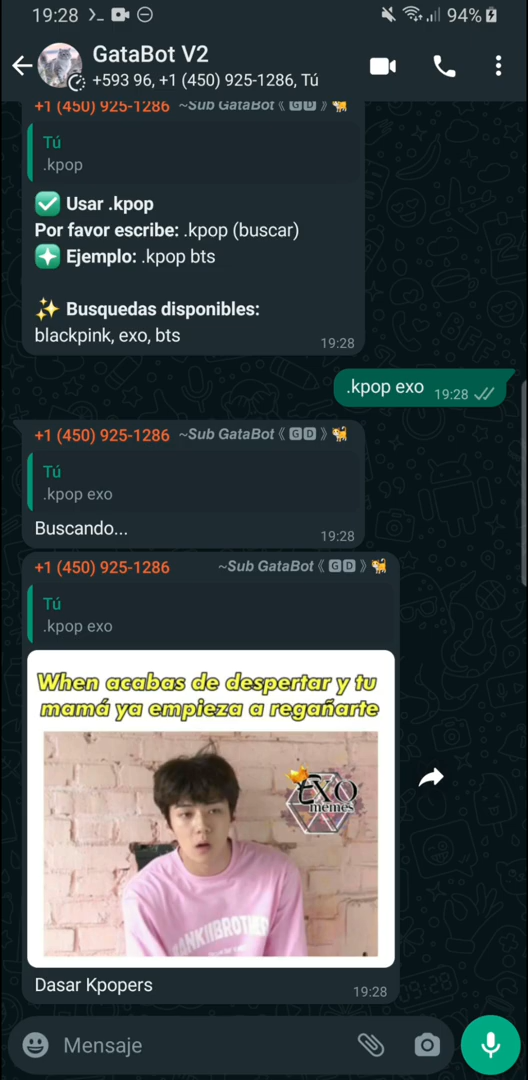 19:28
94%
GataBot V2
+593 96, +1 (450) 925-1286, Tú
+1 (450) 925-1286 ~Sub GataBot《 🅶🅳 》🐈
Tú
.kpop
✅ Usar .kpop
Por favor escribe: .kpop (buscar)
Ejemplo: .kpop bts
✨ Busquedas disponibles:
blackpink, exo, bts
19:28
.kpop exo 19:28
+1 (450) 925-1286 ~Sub GataBot《 🅶🅳 》🐈
Tú
.kpop exo
Buscando...
19:28
+1 (450) 925-1286 ~Sub GataBot《 🅶🅳 》🐈
Tú
.kpop exo
When acabas de despertar y tu
mamá ya empieza a regañarte
EXO
memes
Dasar Kpopers
19:28
Mensaje